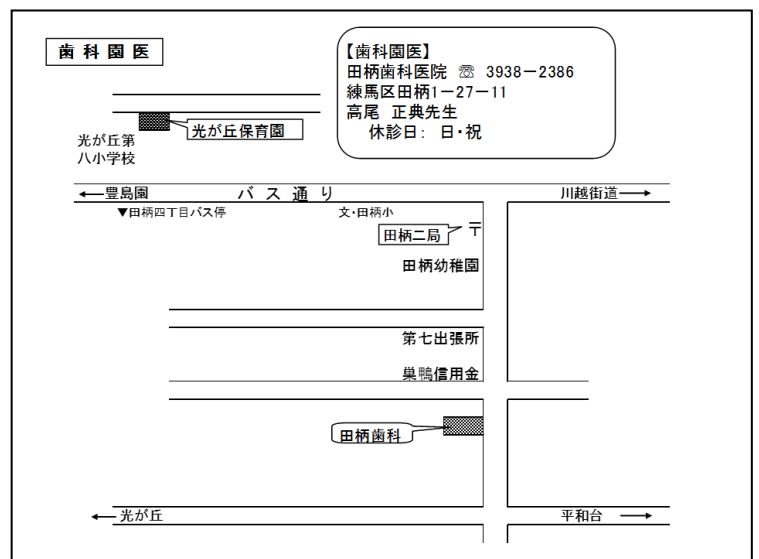 歯科園医
【歯科園医】
田柄歯科医院 ☏ 3938－2386
練馬区田柄1－27－11
高尾 正典先生
休診日： 日・祝
光が丘保育園
光が丘第
八小学校
←豊島園 バス通り 川越街道→
▼田柄四丁目バス停 文・田柄小
田柄二局 〒
田柄幼稚園
第七出張所
巣鴨信用金
田柄歯科
←光が丘 平和台 →